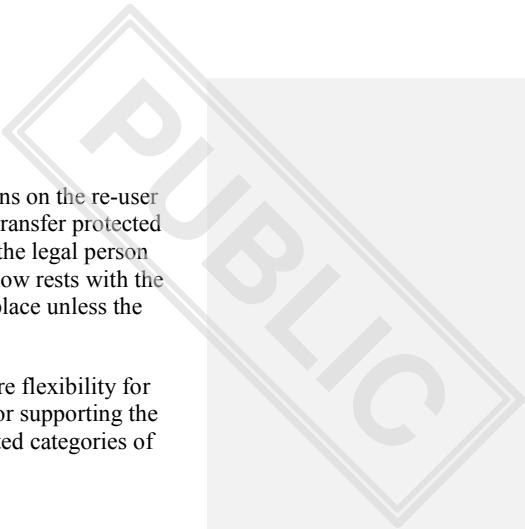 ns on the re-user
ransfer protected
the legal person
ow rests with the
place unless the
re flexibility for
or supporting the
ted categories of
PUBLIC